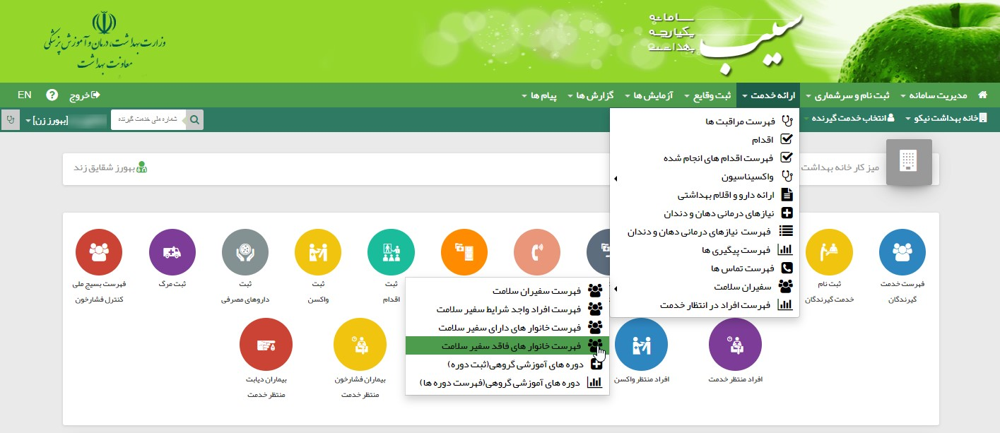 وزارت بهداشت، درمان و آموزش پزشکی
معاونت بهداشت
سامانه
یکپارچه
بهداشت
سیب
مدیریت سامانه
ثبت نام و سرشماری
ارائه خدمت
ثبت وقایع
آزمایش ها
گزارش ها
پیام ها
خروج
?
EN
خانه بهداشت نیکو
انتخاب خدمت گیرنده
شماره ملی خدمت گیرنده
[بهورز زن]
میز کار خانه بهداشت
بهورز شقایق زند
فهرست مراقبت ها
اقدام
فهرست اقدام های انجام شده
واکسیناسیون
ارائه دارو و اقلام بهداشتی
نیازهای درمانی دهان و دندان
فهرست نیازهای درمانی دهان و دندان
فهرست پیگیری ها
فهرست تماس ها
سفیران سلامت
فهرست افراد در انتظار خدمت
فهرست سفیران سلامت
فهرست افراد واجد شرایط سفیر سلامت
فهرست خانوار های دارای سفیر سلامت
فهرست خانوار های فاقد سفیر سلامت
دوره های آموزشی گروهی(ثبت دوره)
دوره های آموزشی گروهی(فهرست دوره ها)
فهرست خدمت
گیرندگان
ثبت نام
خدمت گیرندگان
ثبت
اقدام
ثبت
واکسن
ثبت
داروهای مصرفی
ثبت مرگ
فهرست بسیج ملی
کنترل فشارخون
افراد منتظر خدمت
افراد منتظر واکسن
بیماران فشارخون
منتظر خدمت
بیماران دیابت
منتظر خدمت